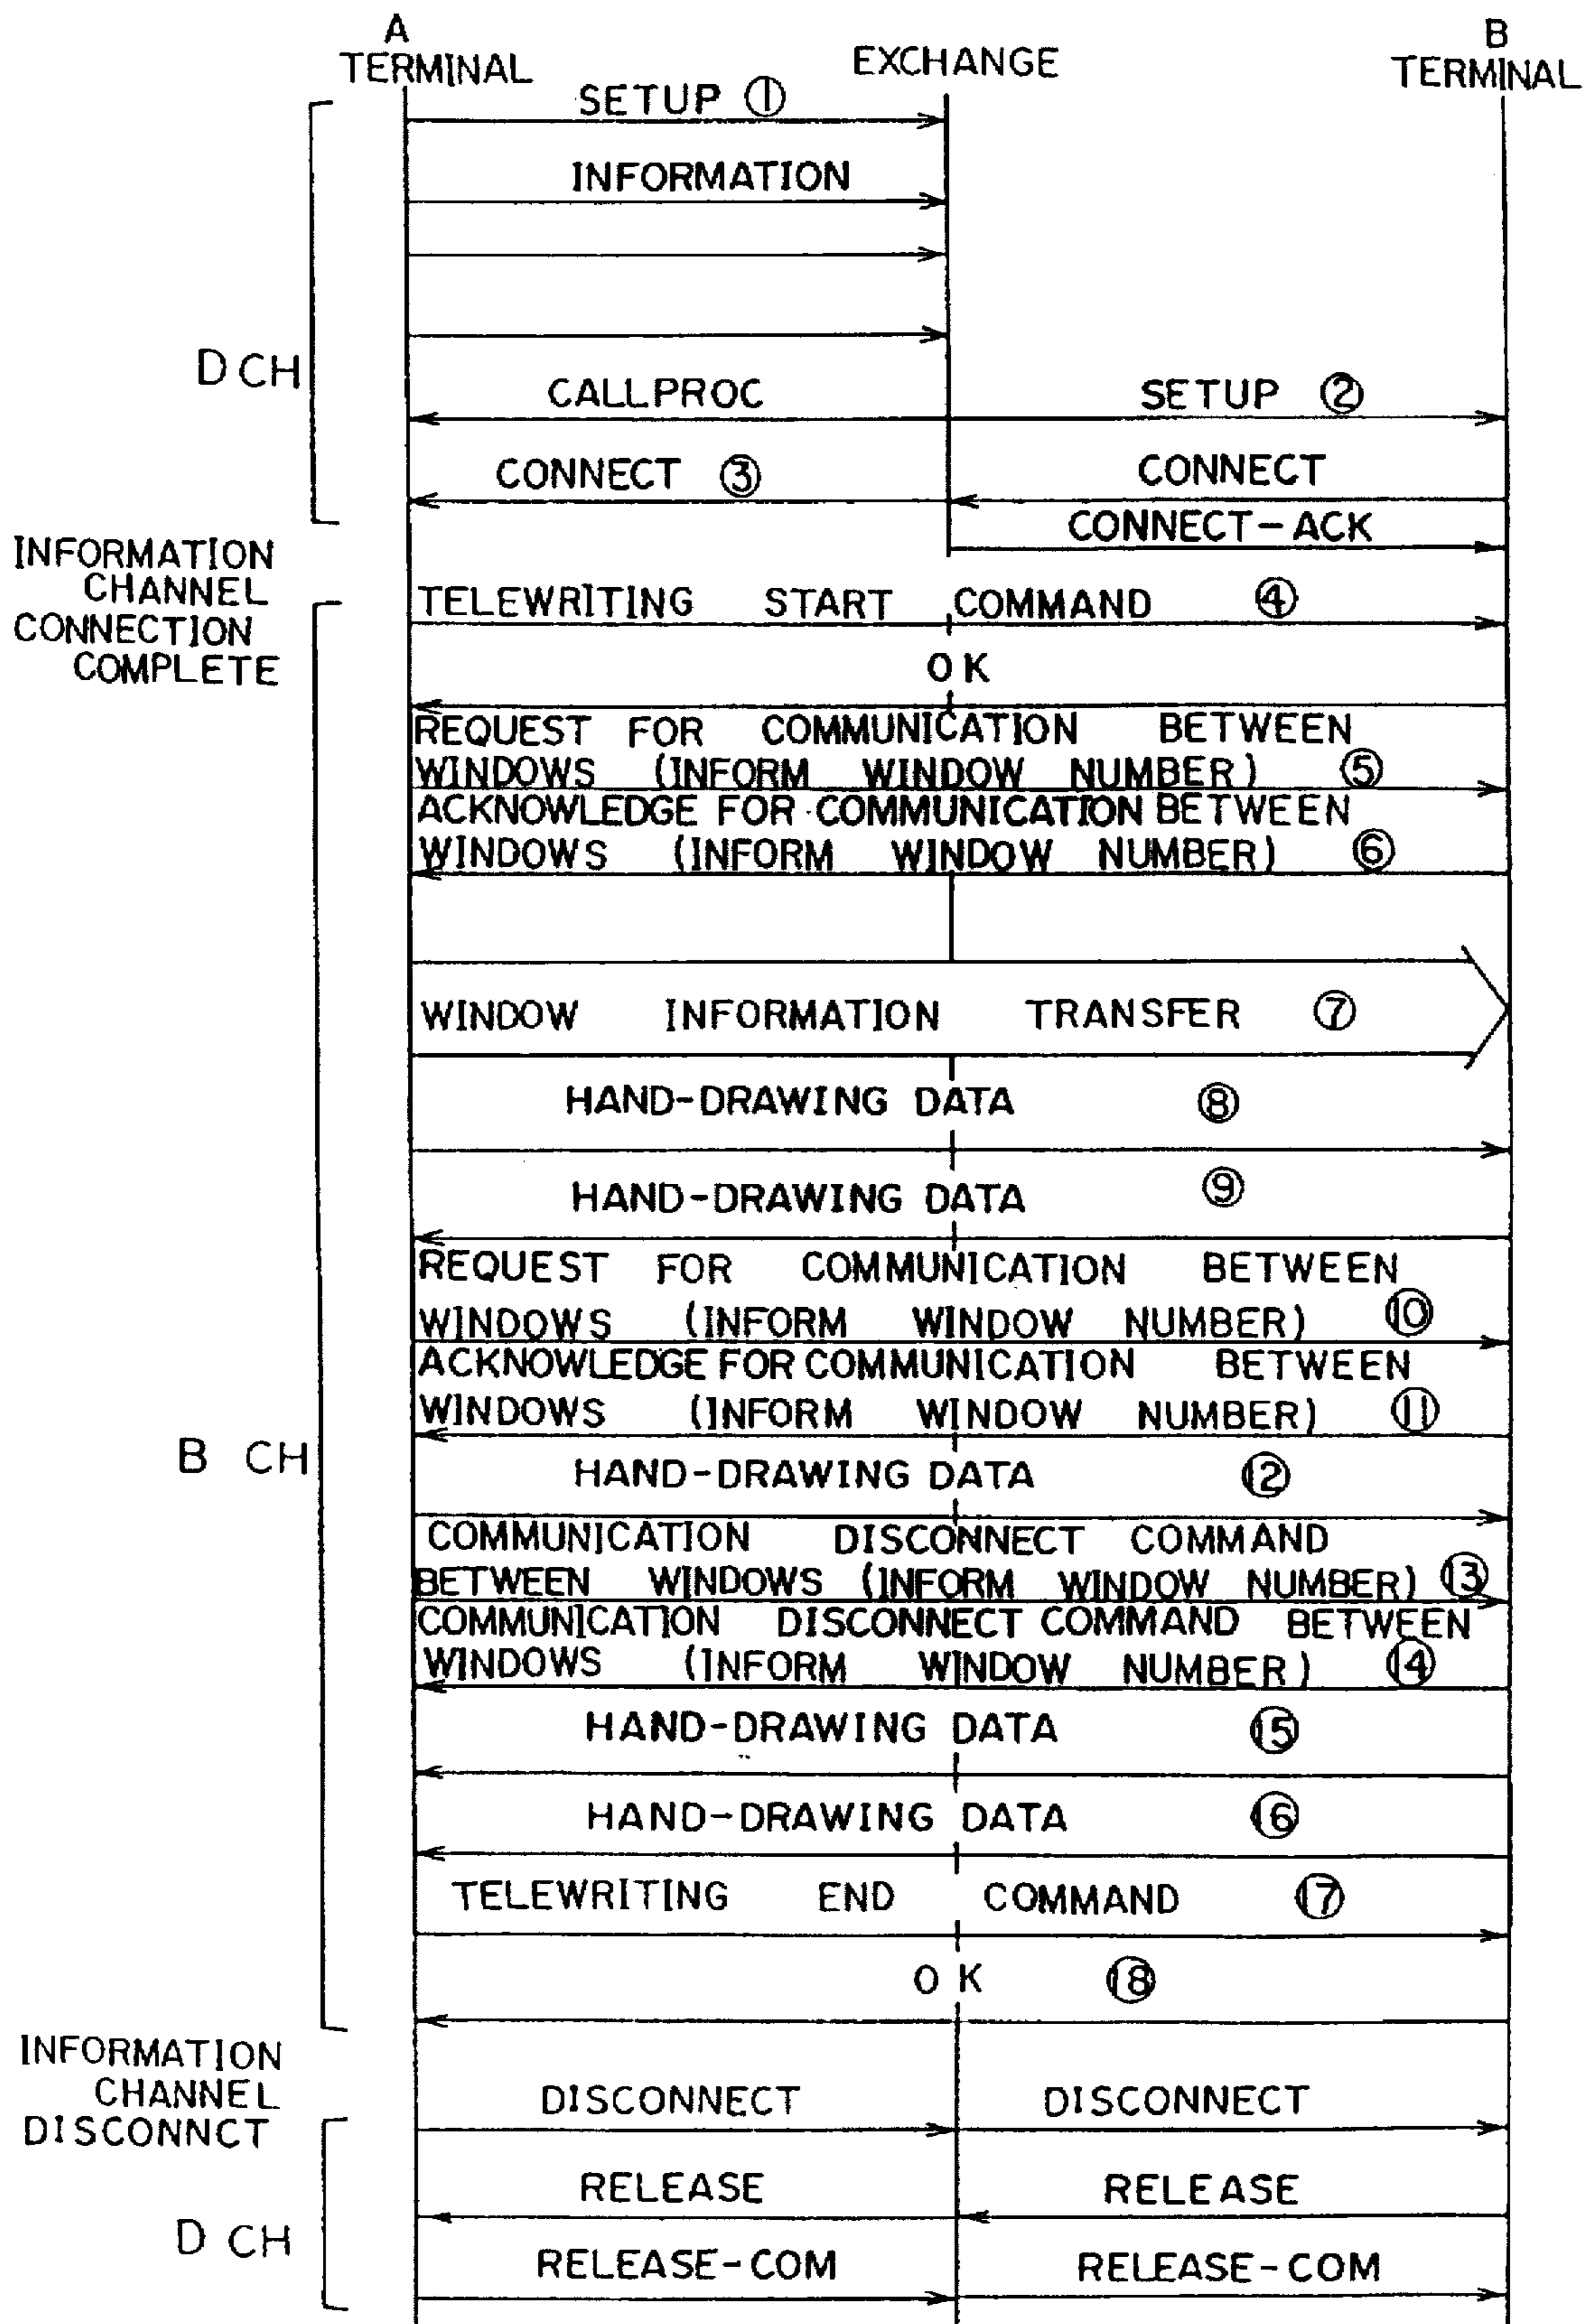 A
TERMINAL
EXCHANGE
B
TERMINAL
SETUP ①
INFORMATION
D CH
CALLPROC
SETUP ②
CONNECT ③
CONNECT
CONNECT-ACK
INFORMATION
CHANNEL
CONNECTION
COMPLETE
TELEWRITING START COMMAND ④
OK
REQUEST FOR COMMUNICATION BETWEEN
WINDOWS (INFORM WINDOW NUMBER) ⑤
ACKNOWLEDGE FOR COMMUNICATION BETWEEN
WINDOWS (INFORM WINDOW NUMBER) ⑥
WINDOW INFORMATION TRANSFER ⑦
HAND-DRAWING DATA ⑧
HAND-DRAWING DATA ⑨
REQUEST FOR COMMUNICATION BETWEEN
WINDOWS (INFORM WINDOW NUMBER) ⑩
ACKNOWLEDGE FOR COMMUNICATION BETWEEN
WINDOWS (INFORM WINDOW NUMBER) ⑪
B CH
HAND-DRAWING DATA ⑫
COMMUNICATION DISCONNECT COMMAND
BETWEEN WINDOWS (INFORM WINDOW NUMBER) ⑬
COMMUNICATION DISCONNECT COMMAND BETWEEN
WINDOWS (INFORM WINDOW NUMBER) ⑭
HAND-DRAWING DATA ⑮
HAND-DRAWING DATA ⑯
TELEWRITING END COMMAND ⑰
OK ⑱
INFORMATION
CHANNEL
DISCONNCT
DISCONNECT
DISCONNECT
RELEASE
RELEASE
D CH
RELEASE-COM
RELEASE-COM